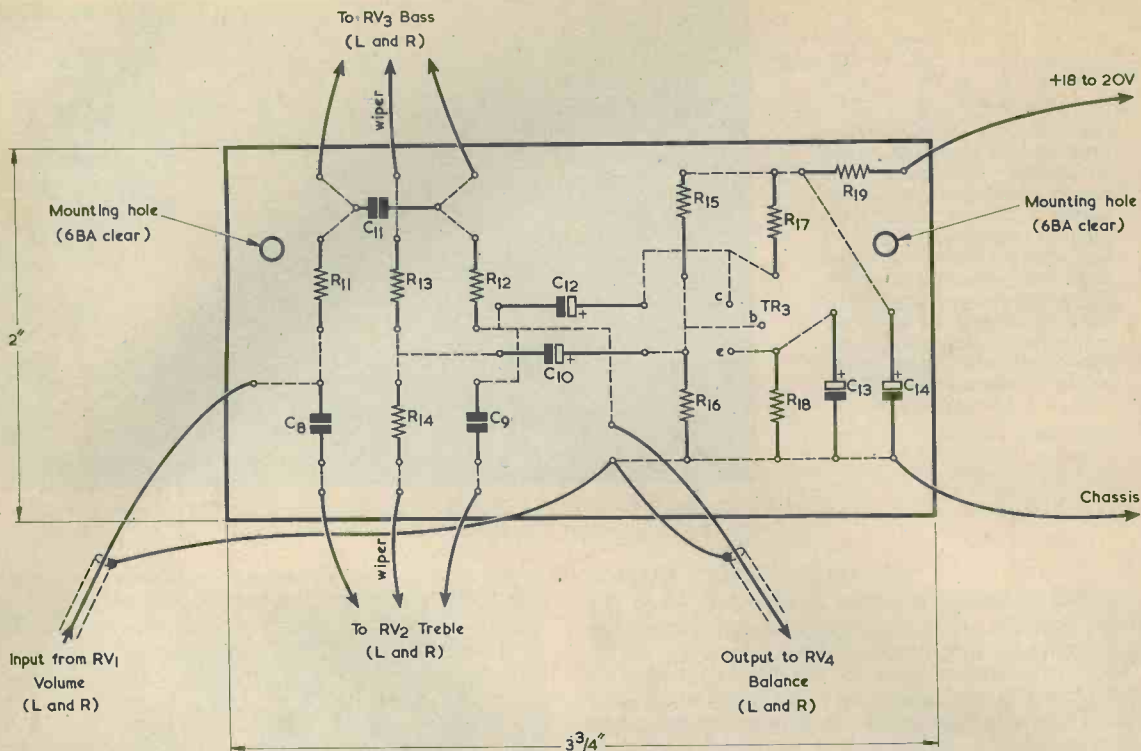 To RV3 Bass
(L and R)
wiper
+18 to 20V
Mounting hole
(6BA clear)
C11
R15
R17
R19
Mounting hole
(6BA clear)
R11
R13
R12
C12
+
c
TR3
b
2"
C10
+
e
+
+
C8
R14
C9
R16
R18
C13
C14
Chassis
wiper
To RV2 Treble
(L and R)
Input from RV1
Volume
(L and R)
Output to RV4
Balance
(L and R)
3 3/4"